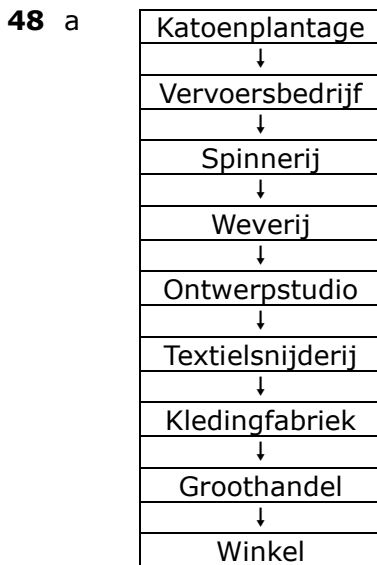 48 a
Katoenplantage
↓
Vervoersbedrijf
↓
Spinnerij
↓
Weverij
↓
Ontwerpstudio
↓
Textielsnijderij
↓
Kledingfabriek
↓
Groothandel
↓
Winkel